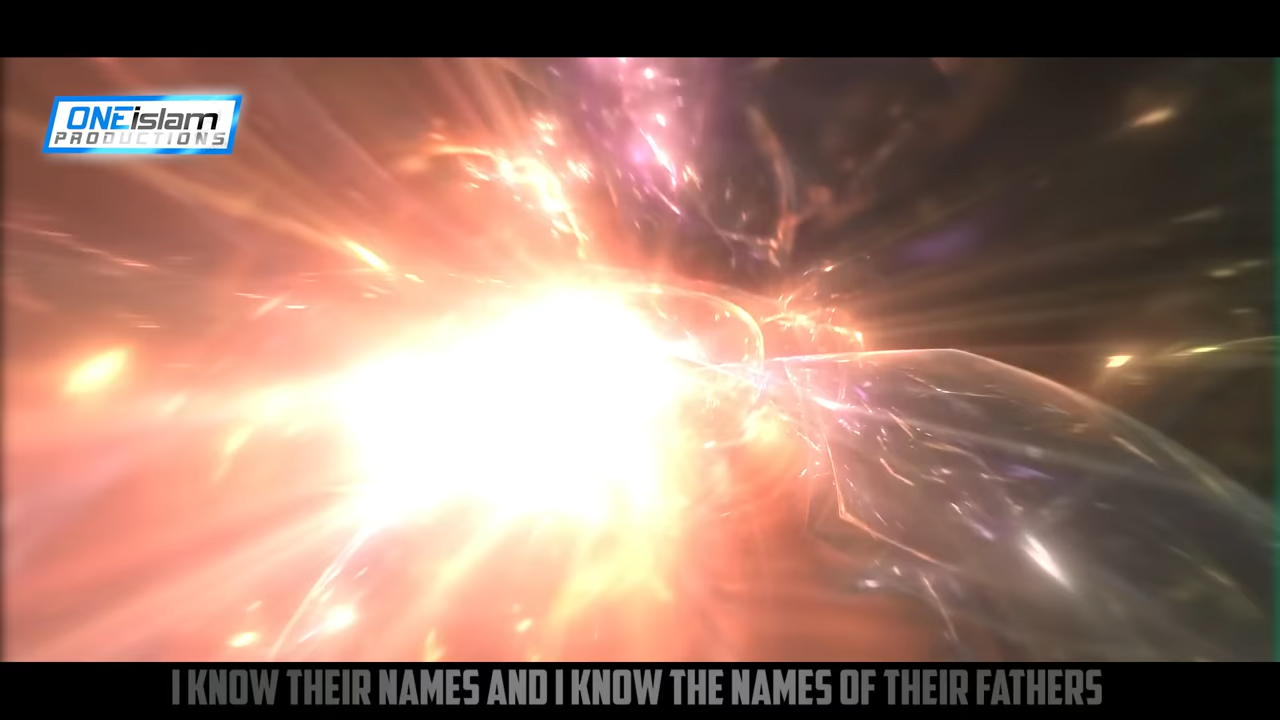 ONEislam
PRODUCTIONS
I KNOW THEIR NAMES AND I KNOW THE NAMES OF THEIR FATHERS